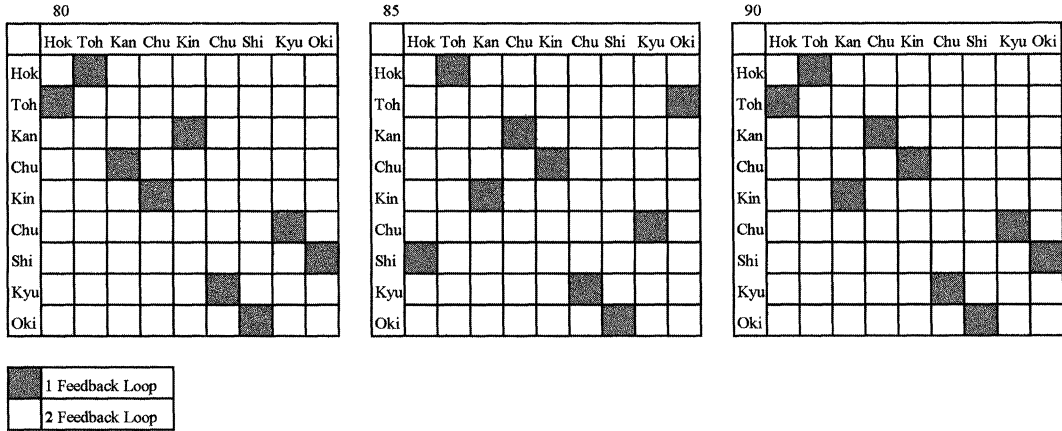 80 85 90
Hok Toh Kan Chu Kin Chu Shi Kyu Oki Hok Toh Kan Chu Kin Chu Shi Kyu Oki Hok Toh Kan Chu Kin Chu Shi Kyu Oki
Hok Hok Hok
Toh Toh Toh
Kan Kan Kan
Chu Chu Chu
Kin Kin Kin
Chu Chu Chu
Shi Shi Shi
Kyu Kyu Kyu
Oki Oki Oki
1 Feedback Loop
2 Feedback Loop